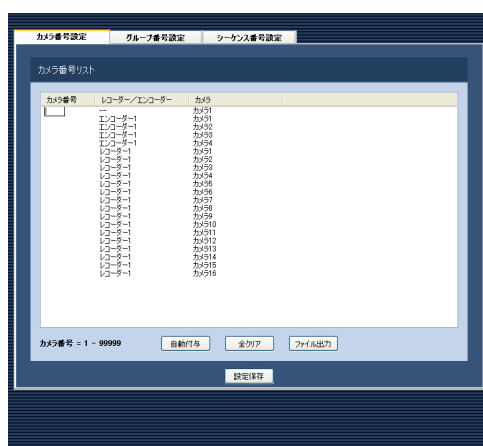 カメラ番号設定 グループ番号設定 シーケンス番号設定
カメラ番号リスト
カメラ番号 レコーダー/エンコーダー カメラ
-- カメラ1
エンコーダー1 カメラ1
エンコーダー1 カメラ2
エンコーダー1 カメラ3
エンコーダー1 カメラ4
レコーダー1 カメラ1
レコーダー1 カメラ2
レコーダー1 カメラ3
レコーダー1 カメラ4
レコーダー1 カメラ5
レコーダー1 カメラ6
レコーダー1 カメラ7
レコーダー1 カメラ8
レコーダー1 カメラ9
レコーダー1 カメラ10
レコーダー1 カメラ11
レコーダー1 カメラ12
レコーダー1 カメラ13
レコーダー1 カメラ14
レコーダー1 カメラ15
レコーダー1 カメラ16
カメラ番号 = 1 - 99999 自動付与 全クリア ファイル出力
設定保存